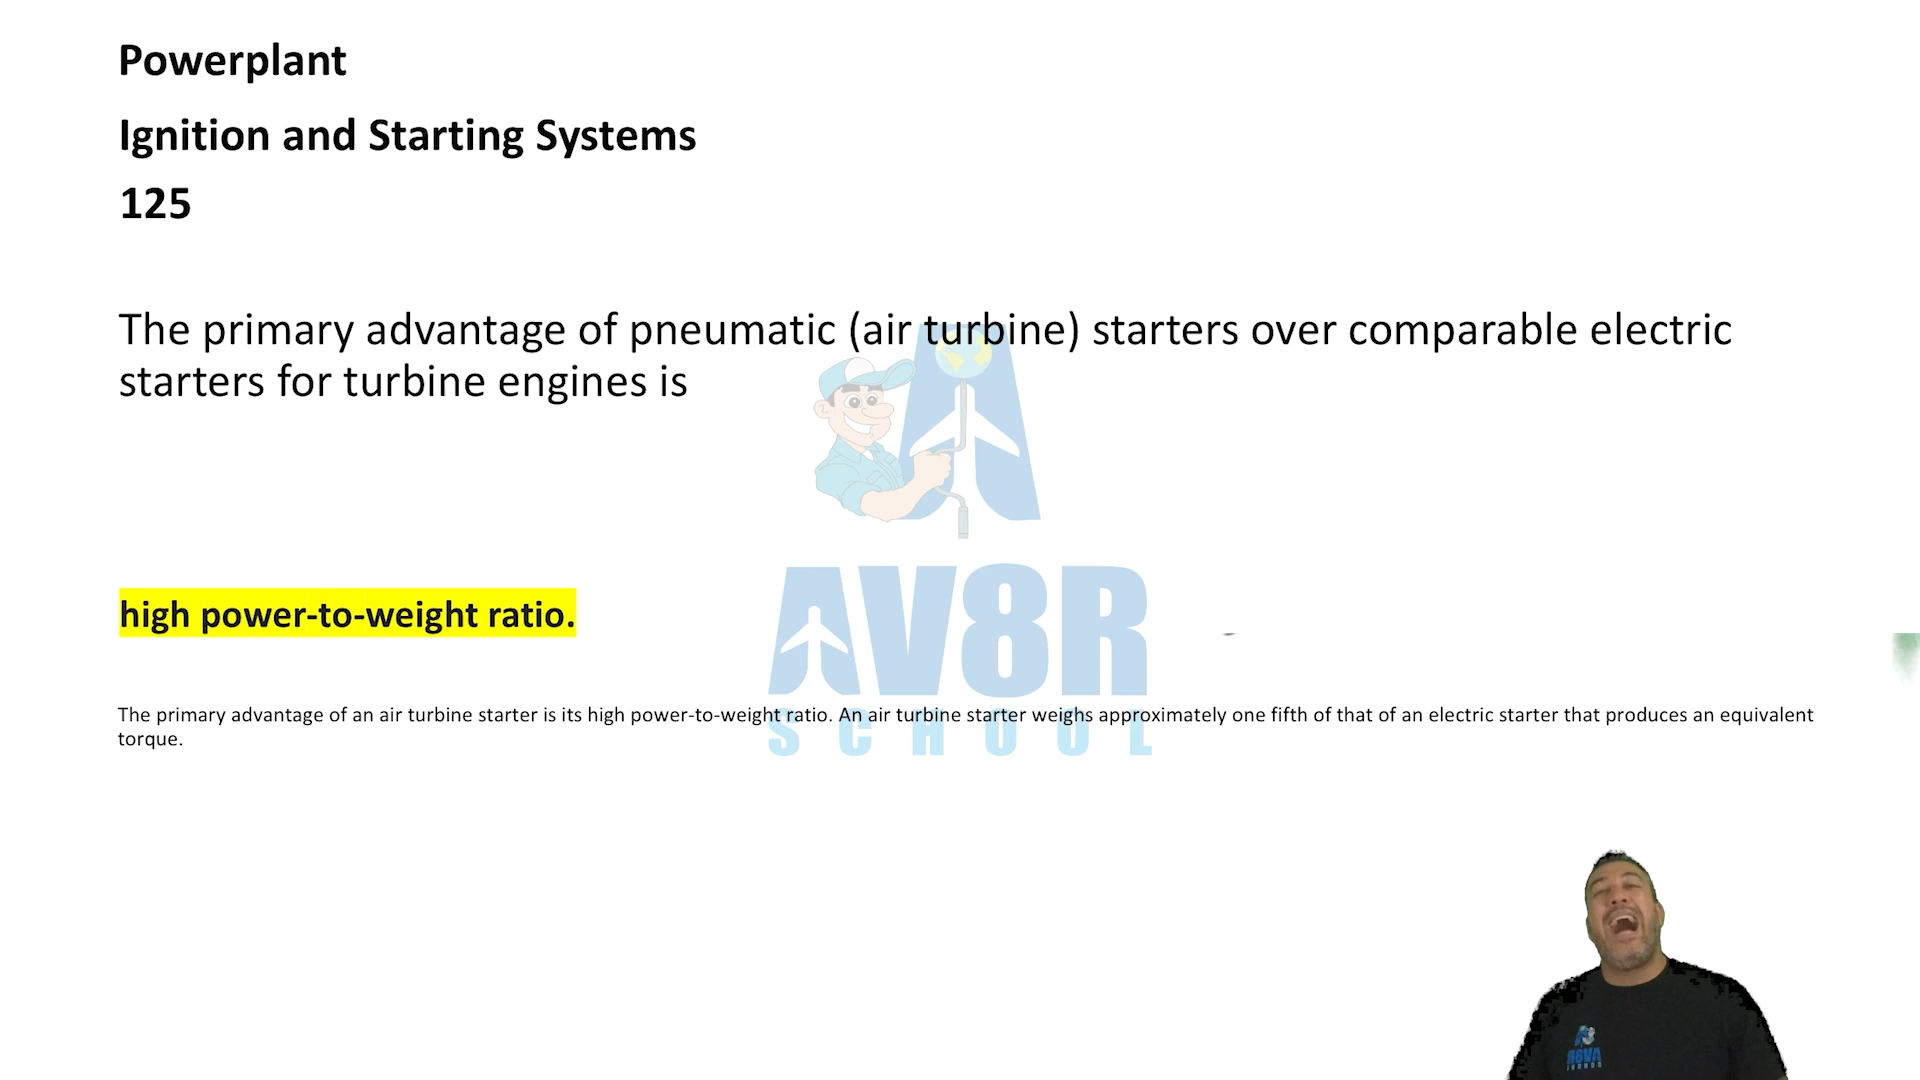 Powerplant
Ignition and Starting Systems
125
The primary advantage of pneumatic (air turbine) starters over comparable electric
starters for turbine engines is
high power-to-weight ratio.
AV8R
The primary advantage of an air turbine starter is its high power-to-weight ratio. An air turbine starter weighs approximately one fifth of that of an electric starter that produces an equivalent
torque.
SCHOOL